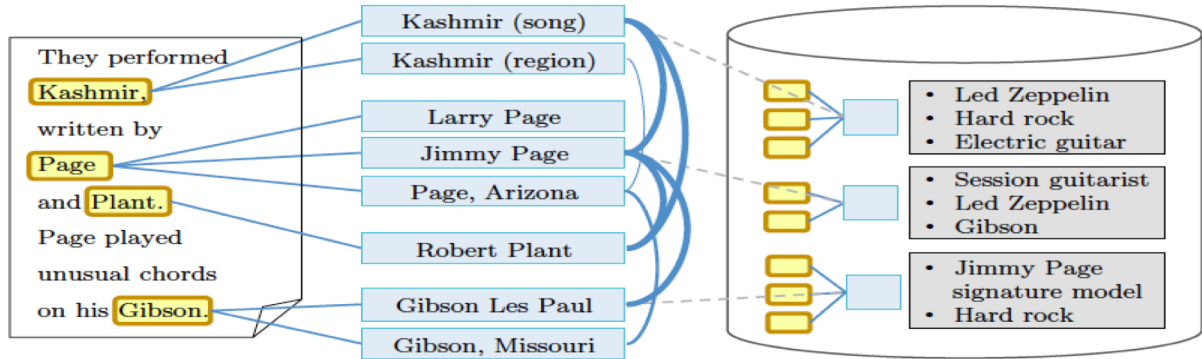 They performed
Kashmir,
written by
Page
and Plant.
Page played
unusual chords
on his Gibson.
Kashmir (song)
Kashmir (region)
Larry Page
Jimmy Page
Page, Arizona
Robert Plant
Gibson Les Paul
Gibson, Missouri
• Led Zeppelin
• Hard rock
• Electric guitar
• Session guitarist
• Led Zeppelin
• Gibson
• Jimmy Page
signature model
• Hard rock